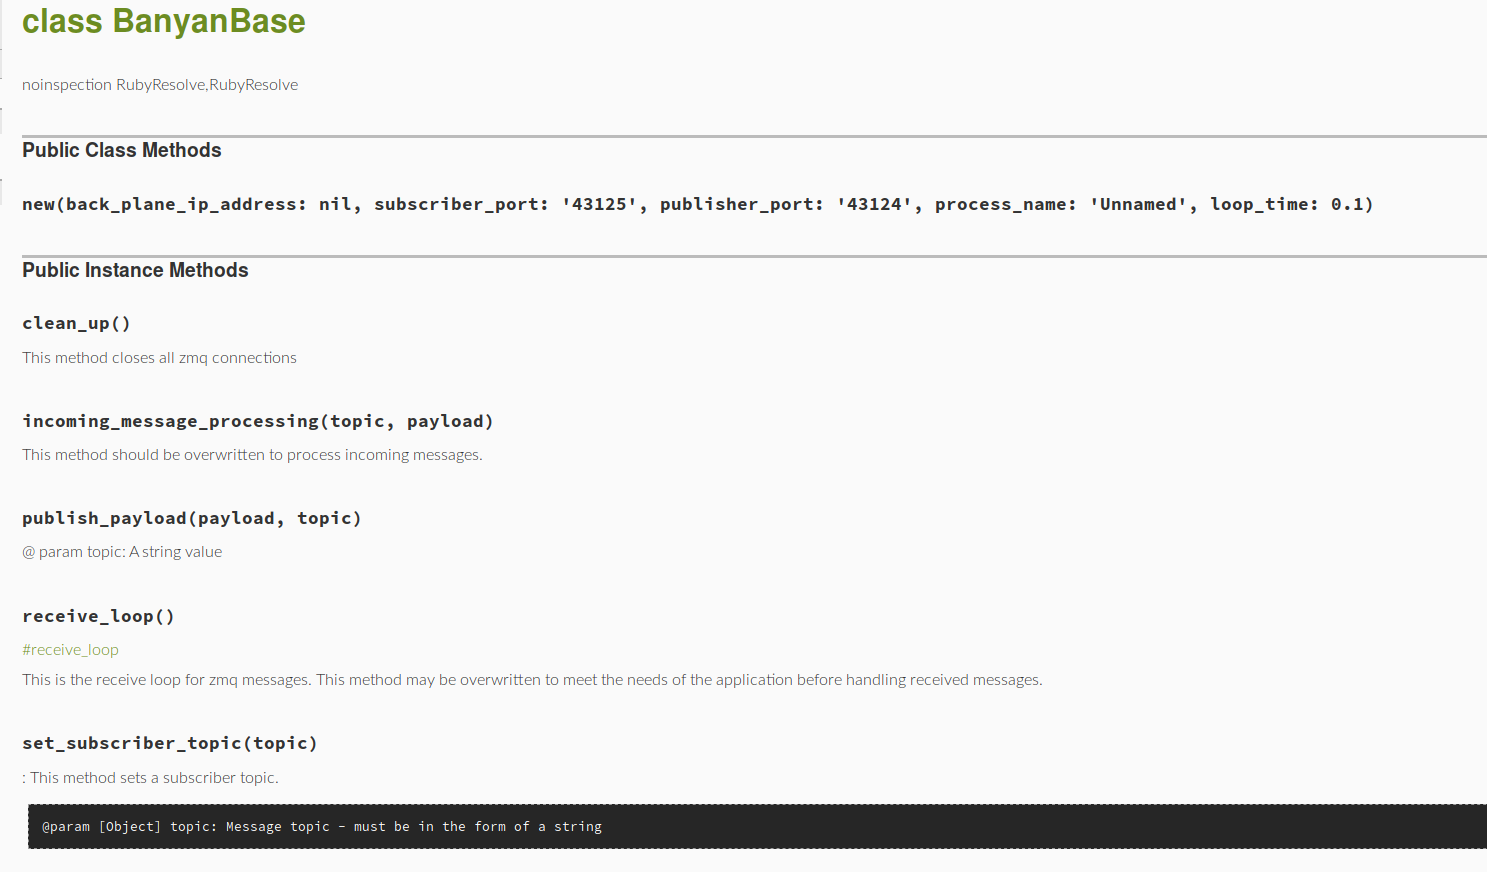 class BanyanBase
noinspection RubyResolve,RubyResolve
Public Class Methods
new(back_plane_ip_address: nil, subscriber_port: '43125', publisher_port: '43124', process_name: 'Unnamed', loop_time: 0.1)
Public Instance Methods
clean_up()
This method closes all zmq connections
incoming_message_processing(topic, payload)
This method should be overwritten to process incoming messages.
publish_payload(payload, topic)
@ param topic: A string value
receive_loop()
#receive_loop
This is the receive loop for zmq messages. This method may be overwritten to meet the needs of the application before handling received messages.
set_subscriber_topic(topic)
: This method sets a subscriber topic.
@param [Object] topic: Message topic - must be in the form of a string